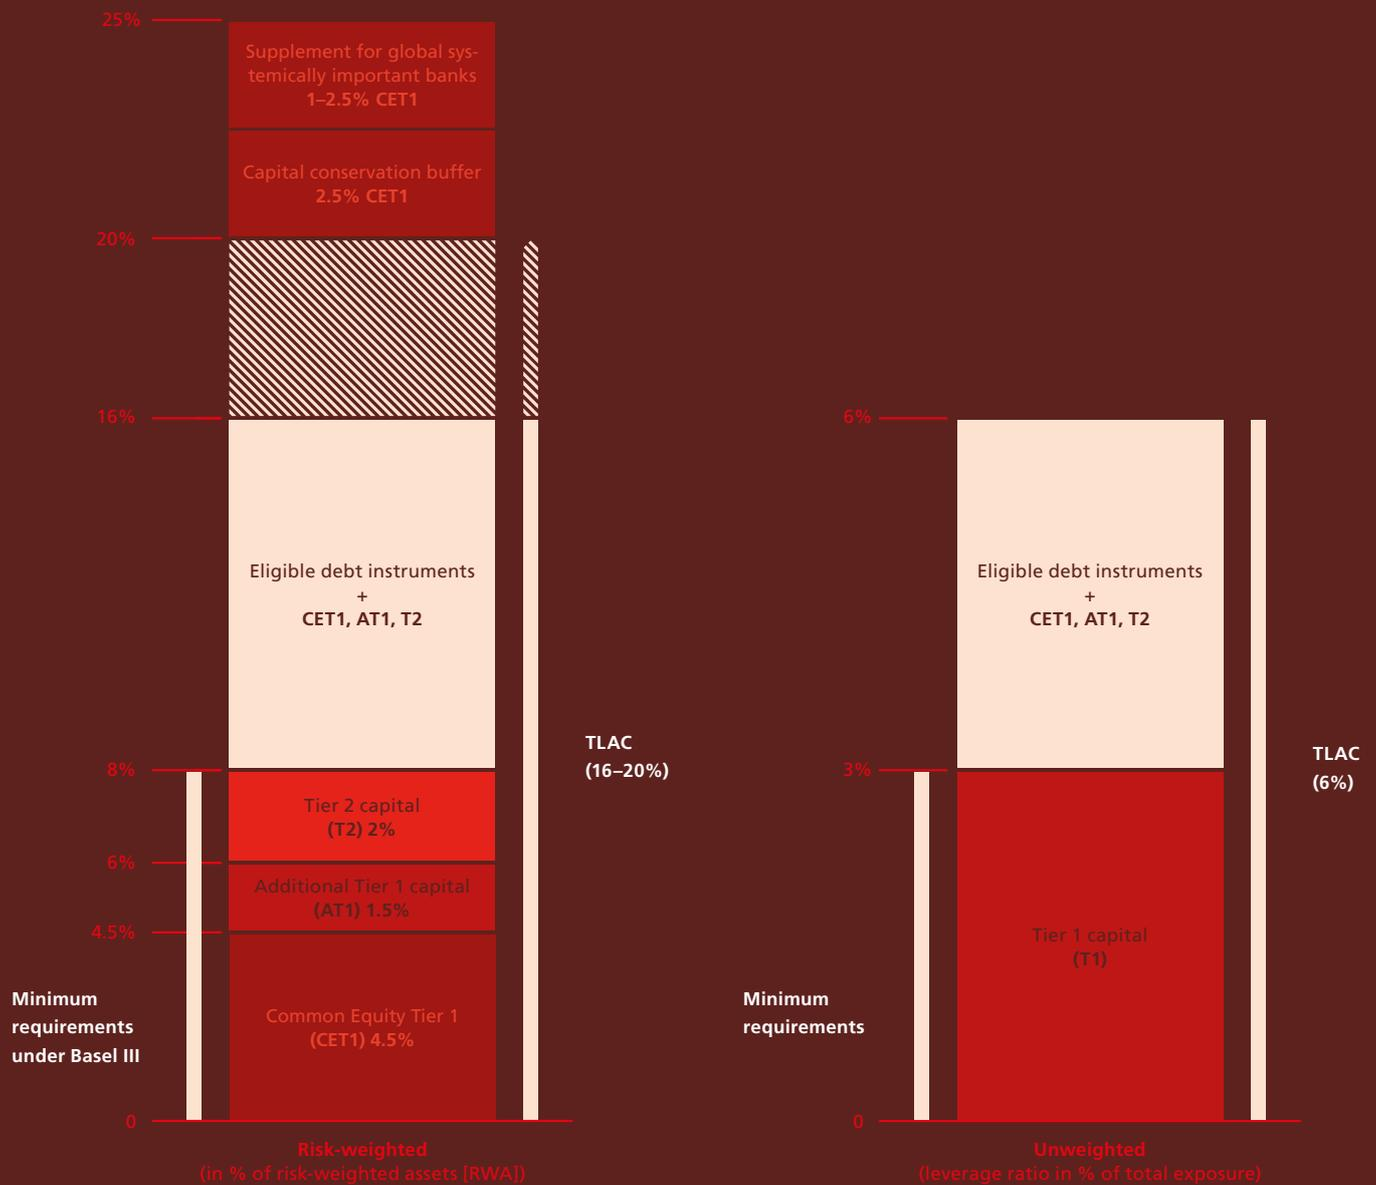 25%
Supplement for global sys-
temically important banks
1–2.5% CET1
Capital conservation buffer
2.5% CET1
20%
16%
Eligible debt instruments
+
CET1, AT1, T2
TLAC
(16–20%)
8%
Tier 2 capital
(T2) 2%
6%
Additional Tier 1 capital
(AT1) 1.5%
4.5%
Minimum
requirements
under Basel III
Common Equity Tier 1
(CET1) 4.5%
0
Risk-weighted
(in % of risk-weighted assets [RWA])
6%
Eligible debt instruments
+
CET1, AT1, T2
TLAC
(6%)
3%
Tier 1 capital
(T1)
Minimum
requirements
0
Unweighted
(leverage ratio in % of total exposure)